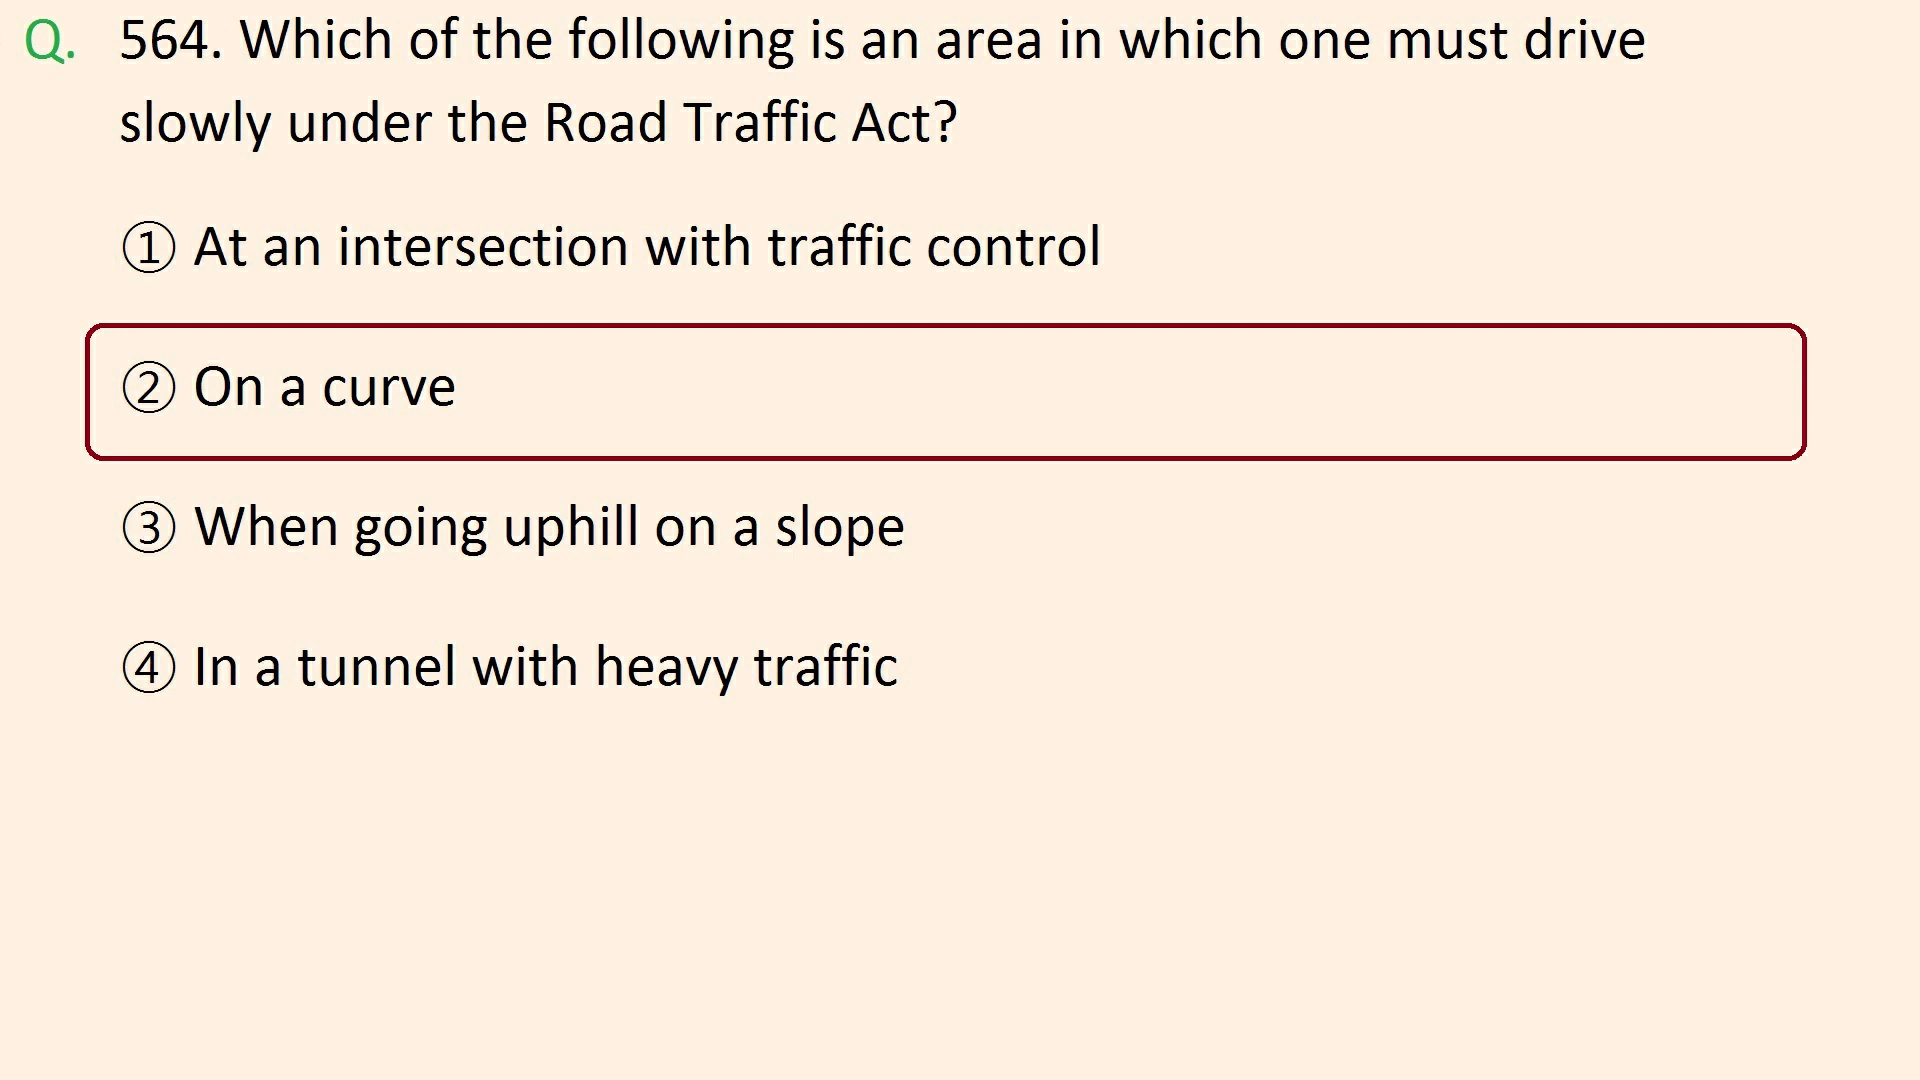 Q. 564. Which of the following is an area in which one must drive
slowly under the Road Traffic Act?
① At an intersection with traffic control
② On a curve
③ When going uphill on a slope
④ In a tunnel with heavy traffic